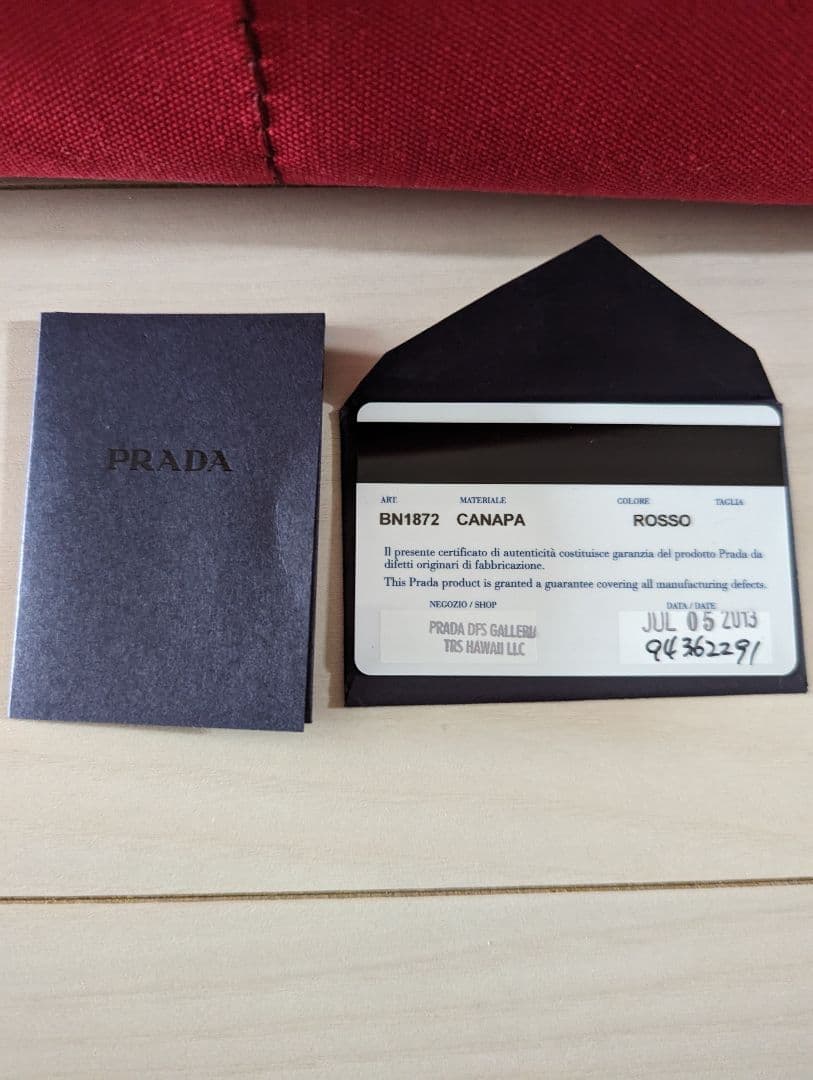 PRADA
ART. MATERIALE COLORE TAGLIA
BN1872 CANAPA ROSSO
Il presente certificato di autenticità costituisce garanzia del prodotto Prada da
difetti originari di fabbricazione.
This Prada product is granted a guarantee covering all manufacturing defects.
NEGOZIO / SHOP DATA / DATE
PRADA DFS GALLERIA JUL 05 2013
TRS HAWAII LLC 94362291